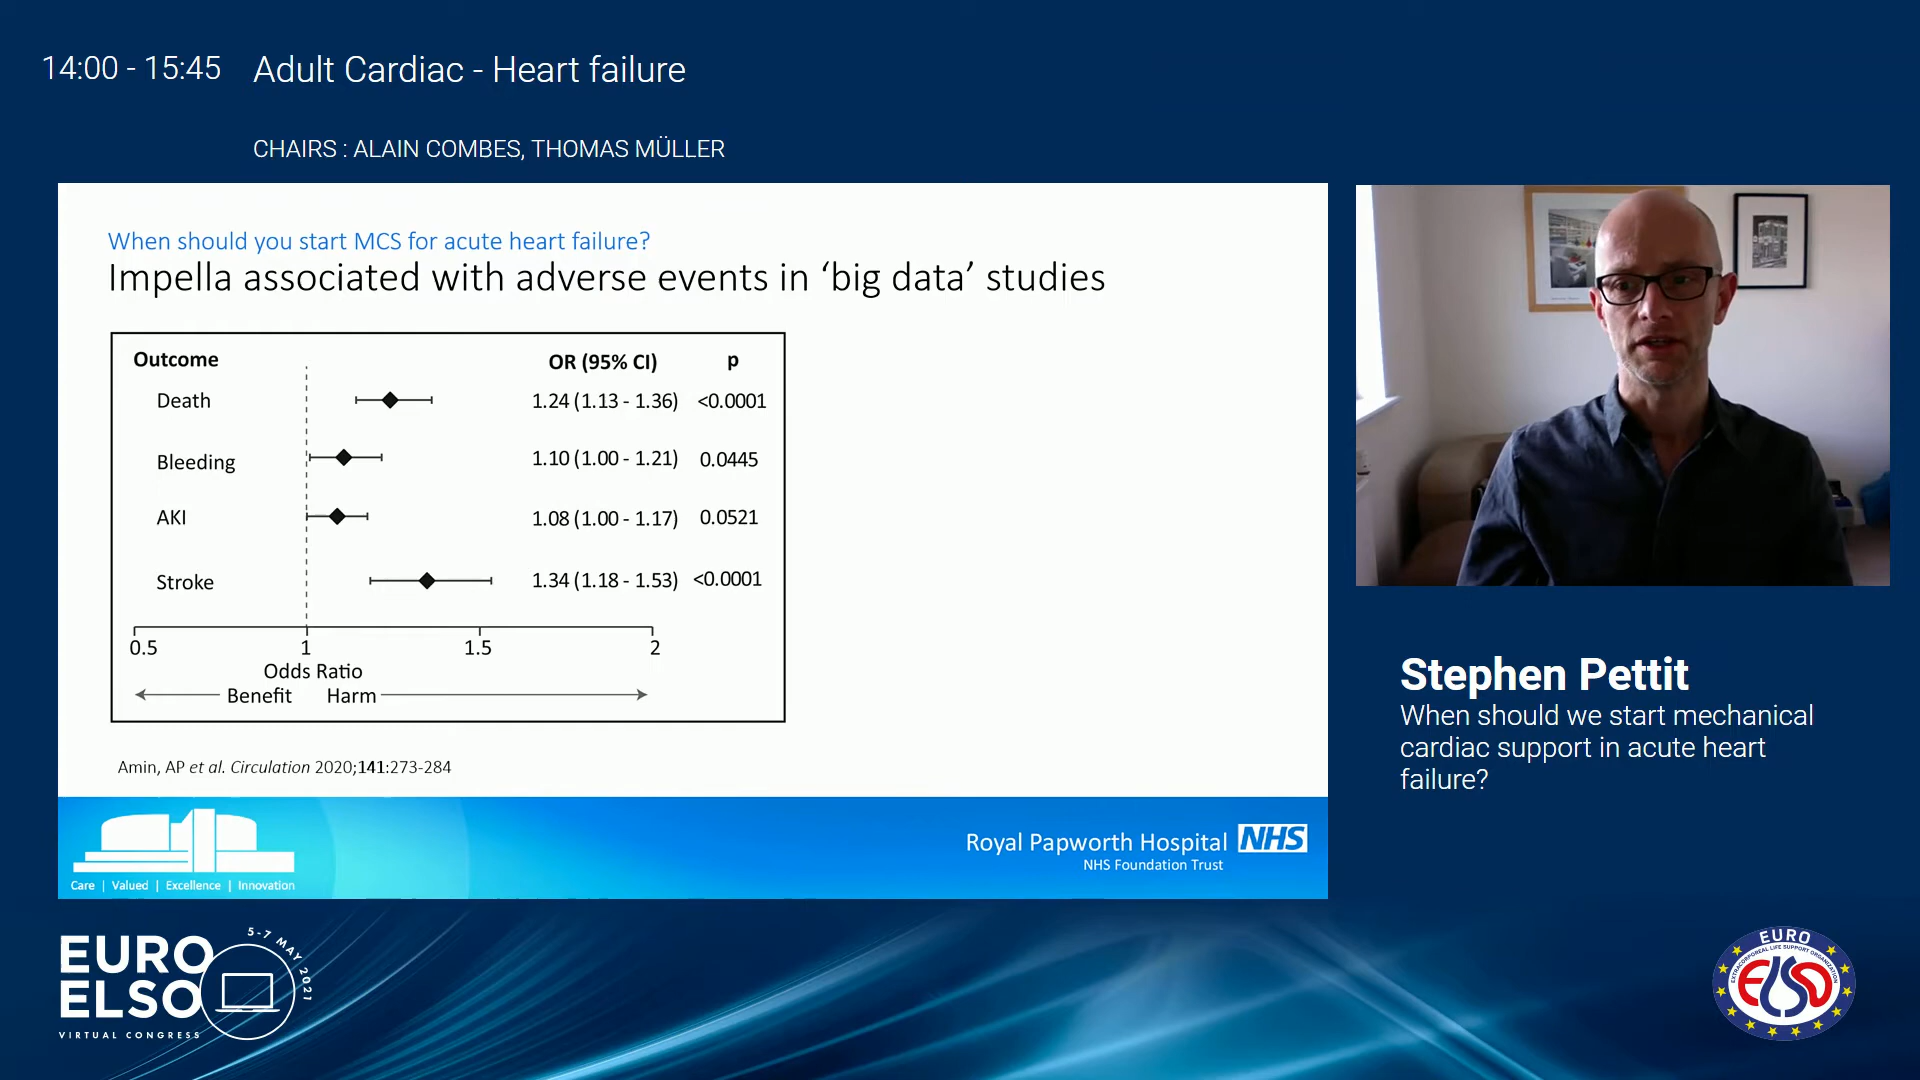 14:00 - 15:45 Adult Cardiac - Heart failure
CHAIRS : ALAIN COMBES, THOMAS MÜLLER
When should you start MCS for acute heart failure?
Impella associated with adverse events in ‘big data’ studies
Outcome OR (95% CI) p
Death 1.24 (1.13 - 1.36) <0.0001
Bleeding 1.10 (1.00 - 1.21) 0.0445
AKI 1.08 (1.00 - 1.17) 0.0521
Stroke 1.34 (1.18 - 1.53) <0.0001
0.5 1 1.5 2
Odds Ratio
Benefit Harm
Amin, AP et al. Circulation 2020;141:273-284
Care | Valued | Excellence | Innovation
Royal Papworth Hospital NHS
NHS Foundation Trust
Stephen Pettit
When should we start mechanical
cardiac support in acute heart
failure?
EURO
ELSO
VIRTUAL CONGRESS
5-7 MAY 2021
EURO
EXTRACORPOREAL LIFE SUPPORT ORGANIZATION
ELSO